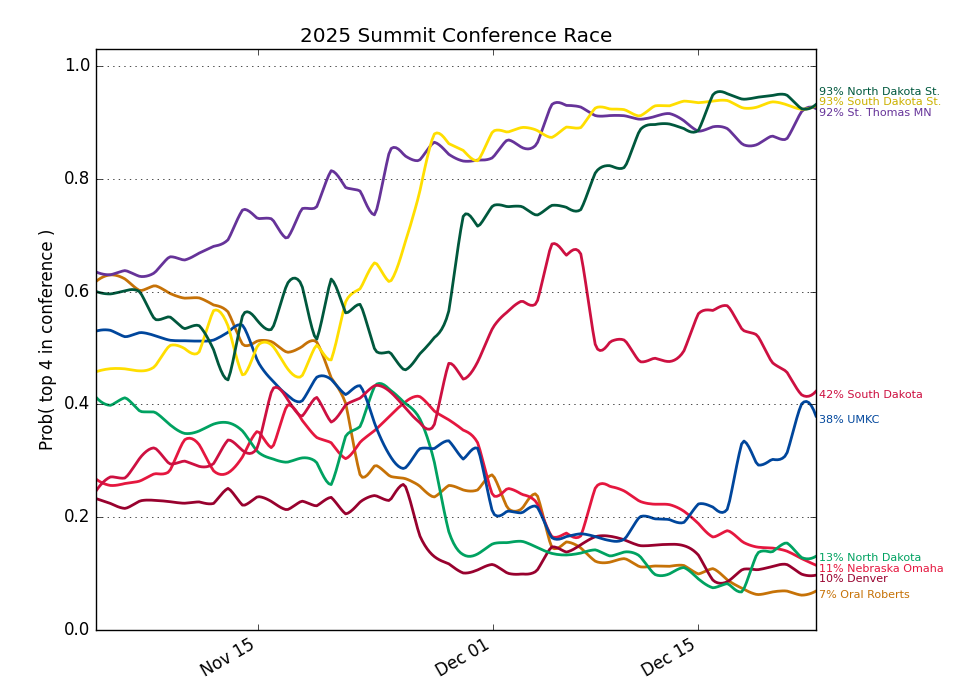 2025 Summit Conference Race
1.0
0.8
0.6
0.4
0.2
0.0
Prob( top 4 in conference )
Nov 15
Dec 01
Dec 15
93% North Dakota St.
93% South Dakota St.
92% St. Thomas MN
42% South Dakota
38% UMKC
13% North Dakota
11% Nebraska Omaha
10% Denver
7% Oral Roberts